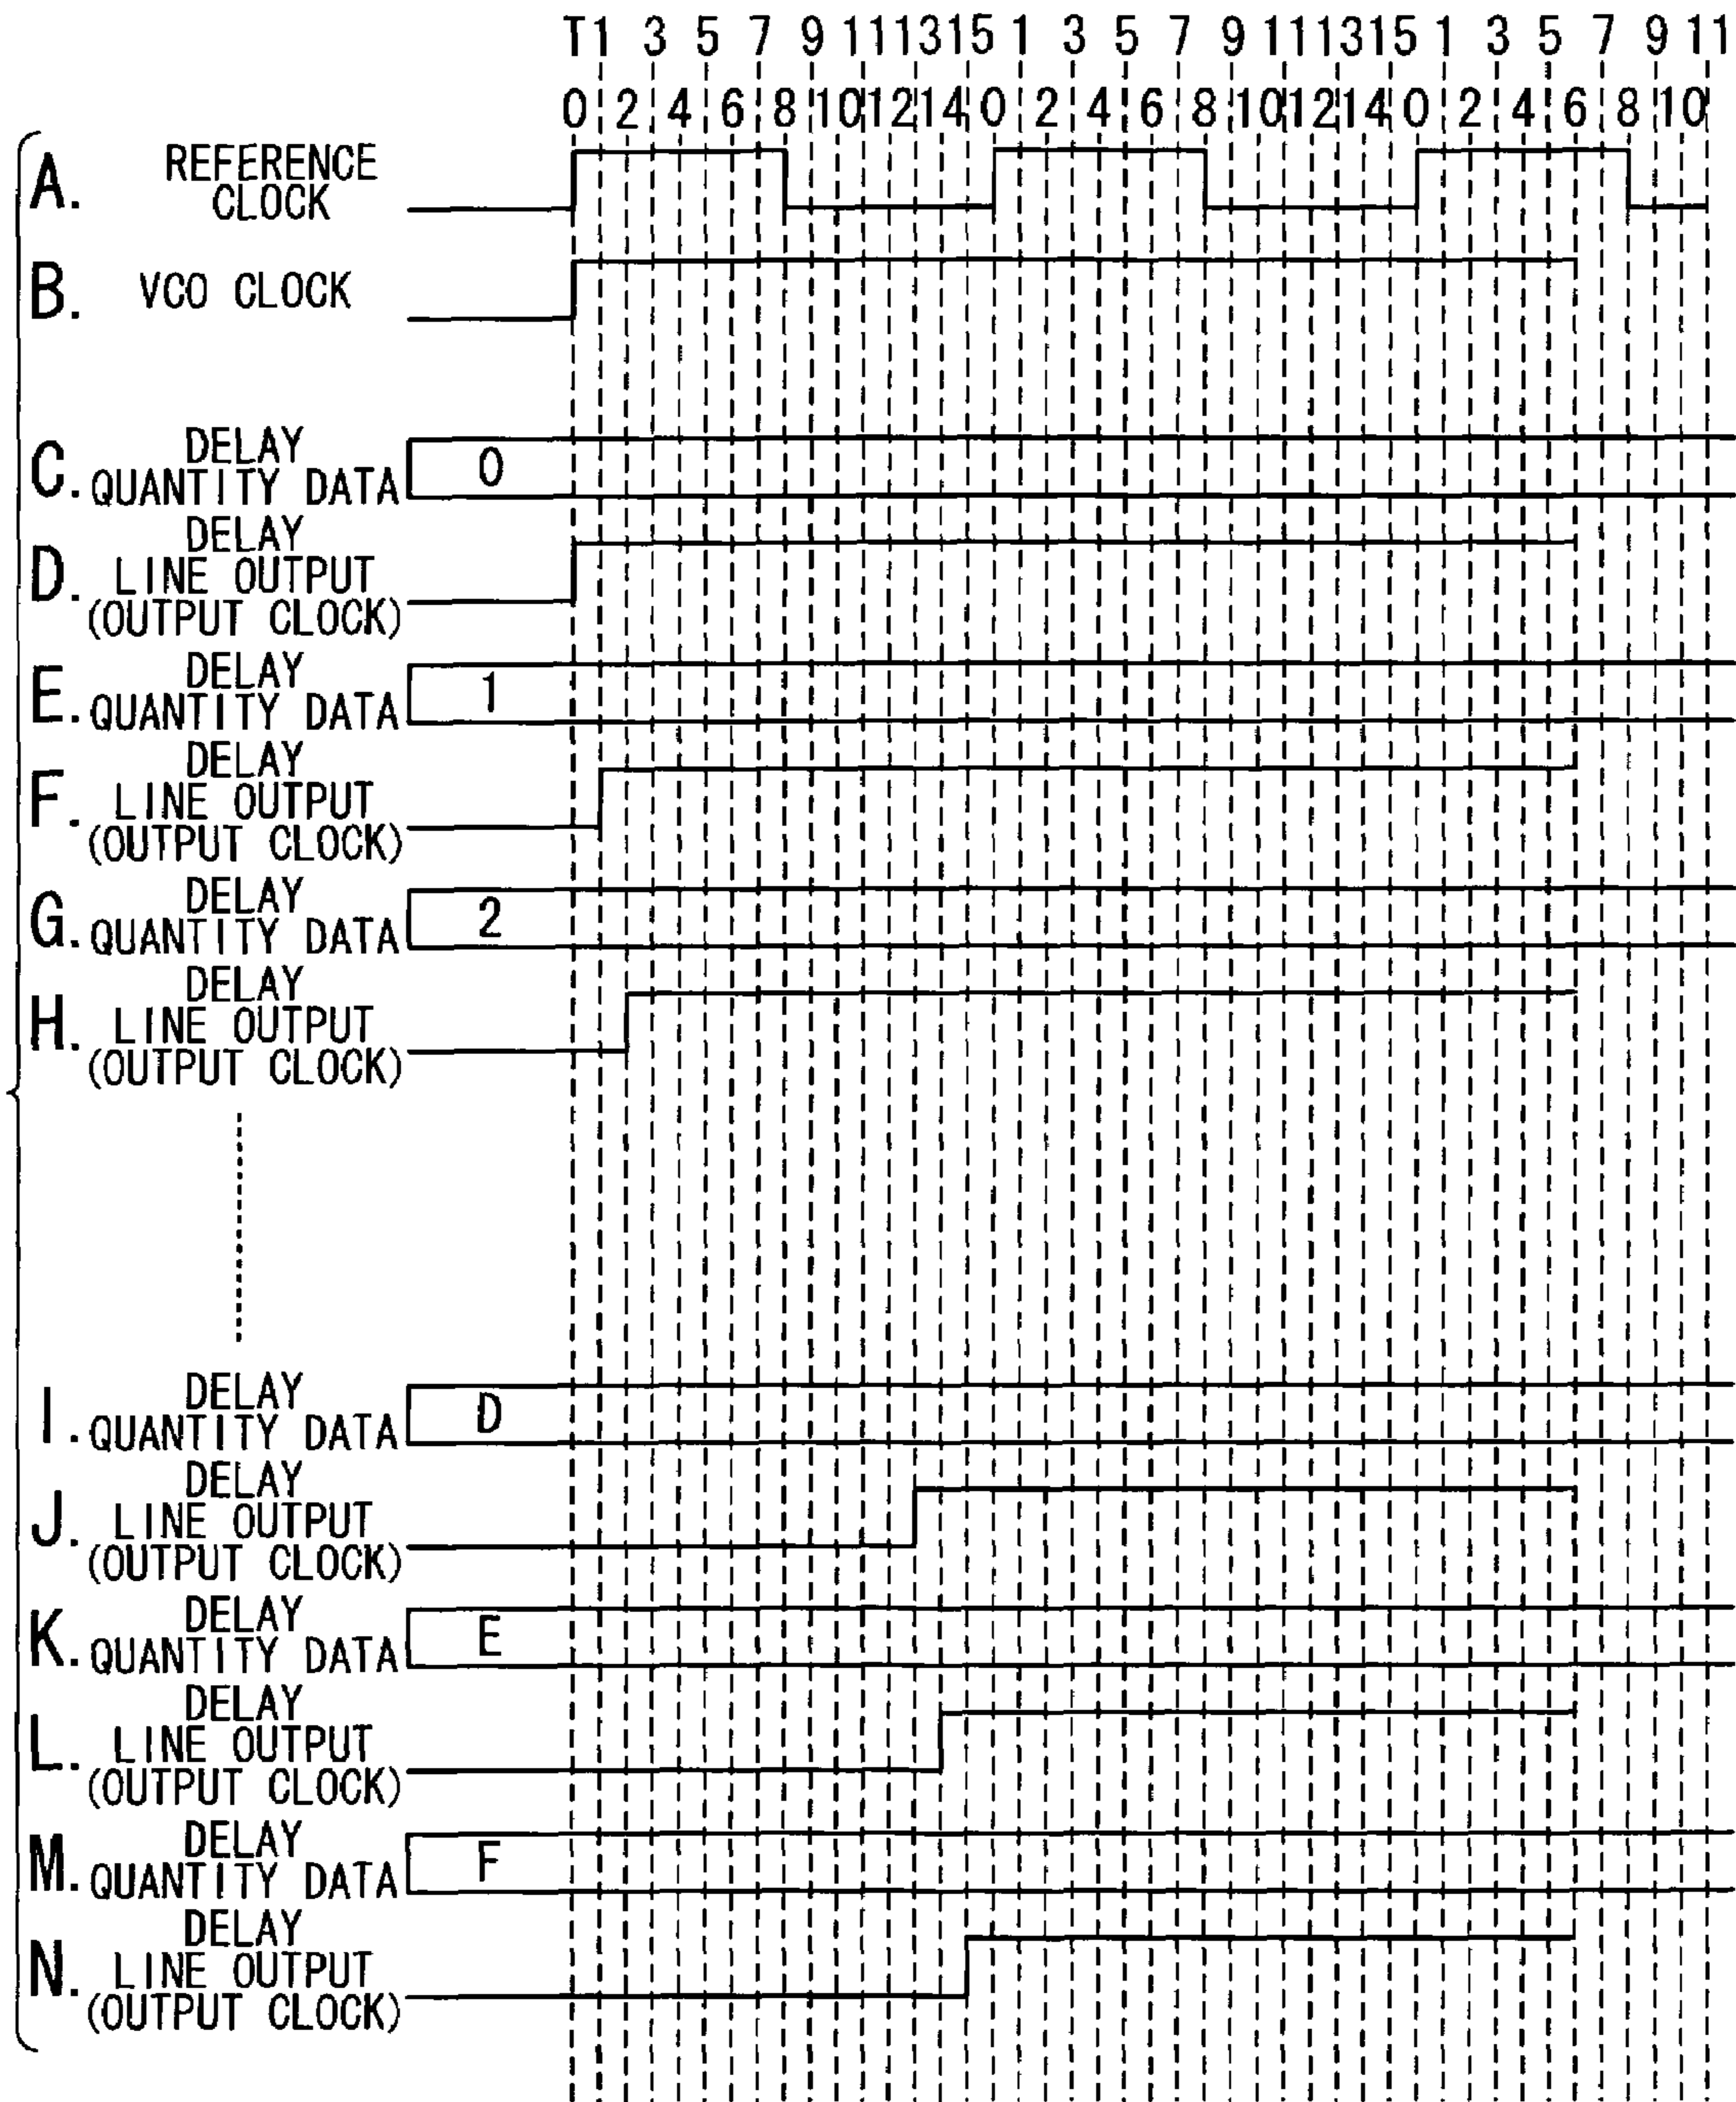 T1 3 5 7 9 11 13 15 1 3 5 7 9 11 13 15 1 3 5 7 9 11
0 2 4 6 8 10 12 14 0 2 4 6 8 10 12 14 0 2 4 6 8 10
A. REFERENCE
CLOCK
B. VCO CLOCK
C. DELAY
QUANTITY DATA 0
D. DELAY
LINE OUTPUT
(OUTPUT CLOCK)
E. DELAY
QUANTITY DATA 1
F. DELAY
LINE OUTPUT
(OUTPUT CLOCK)
G. DELAY
QUANTITY DATA 2
H. DELAY
LINE OUTPUT
(OUTPUT CLOCK)
I. DELAY
QUANTITY DATA D
J. DELAY
LINE OUTPUT
(OUTPUT CLOCK)
K. DELAY
QUANTITY DATA E
L. DELAY
LINE OUTPUT
(OUTPUT CLOCK)
M. DELAY
QUANTITY DATA F
N. DELAY
LINE OUTPUT
(OUTPUT CLOCK)